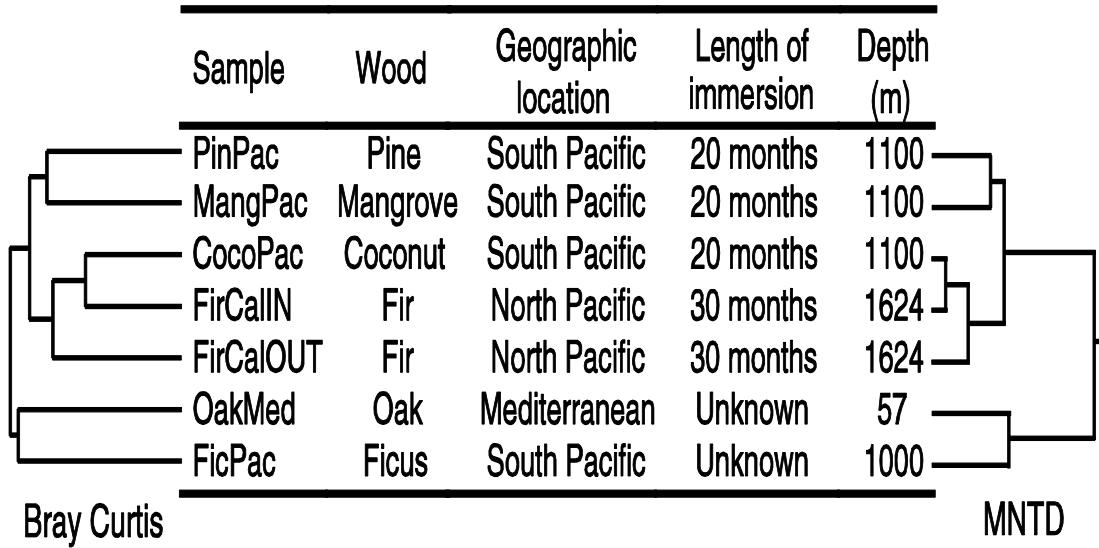 Sample Wood Geographic location Length of immersion Depth (m)
PinPac Pine South Pacific 20 months 1100
MangPac Mangrove South Pacific 20 months 1100
CocoPac Coconut South Pacific 20 months 1100
FirCalIN Fir North Pacific 30 months 1624
FirCalOUT Fir North Pacific 30 months 1624
OakMed Oak Mediterranean Unknown 57
FicPac Ficus South Pacific Unknown 1000
Bray Curtis MNTD